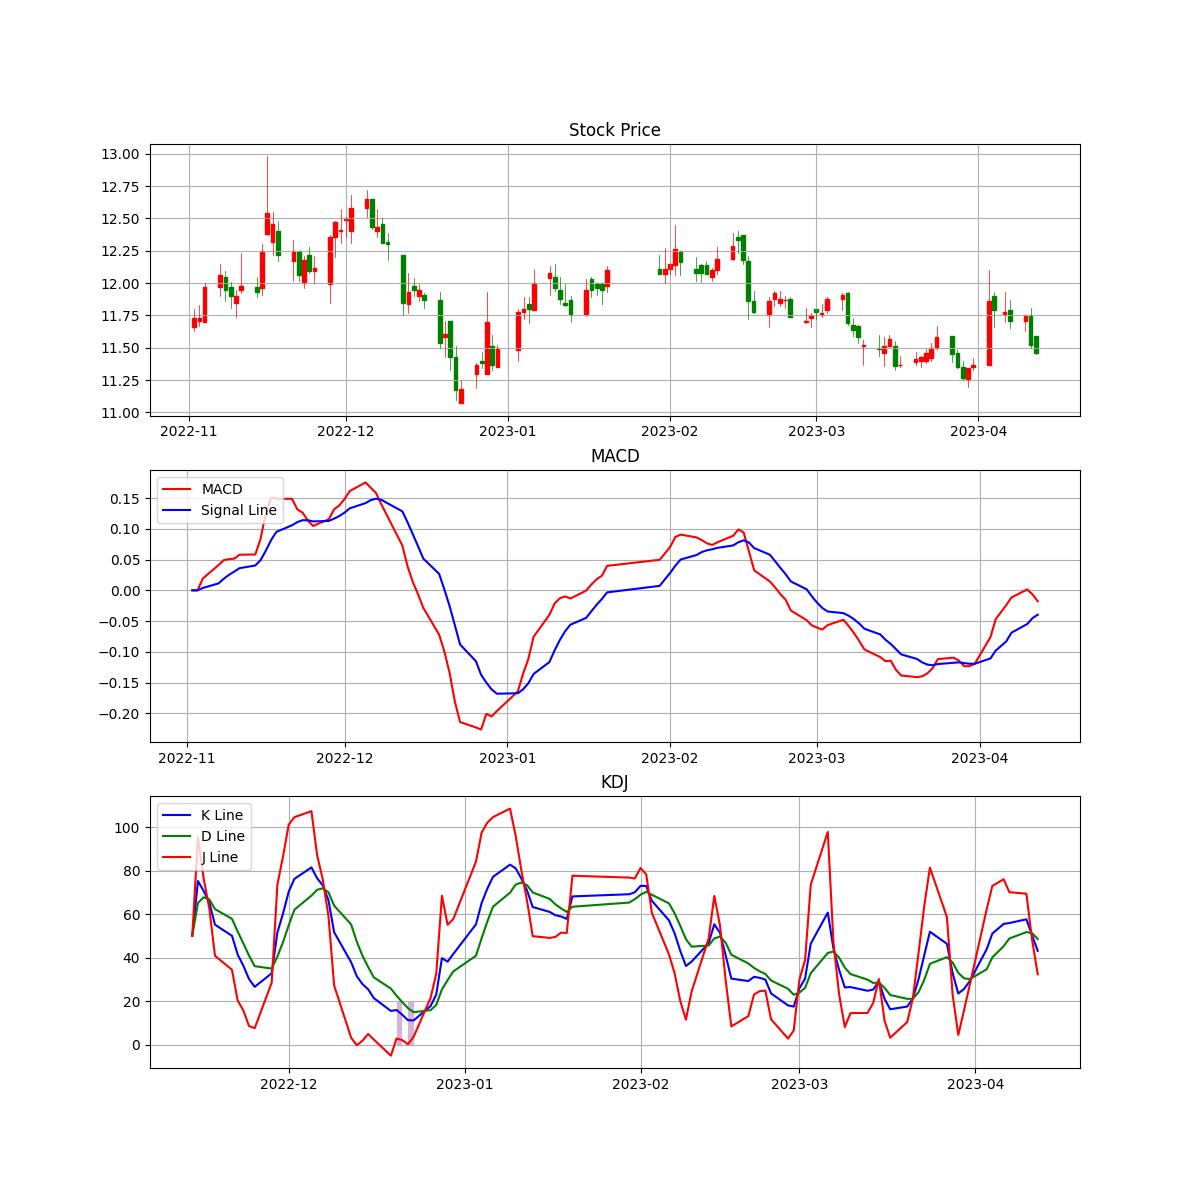 Stock Price
13.00
12.75
12.50
12.25
12.00
11.75
11.50
11.25
11.00
2022-11 2022-12 2023-01 2023-02 2023-03 2023-04
MACD
MACD
Signal Line
0.15
0.10
0.05
0.00
−0.05
−0.10
−0.15
−0.20
2022-11 2022-12 2023-01 2023-02 2023-03 2023-04
KDJ
K Line
D Line
J Line
100
80
60
40
20
0
2022-12 2023-01 2023-02 2023-03 2023-04